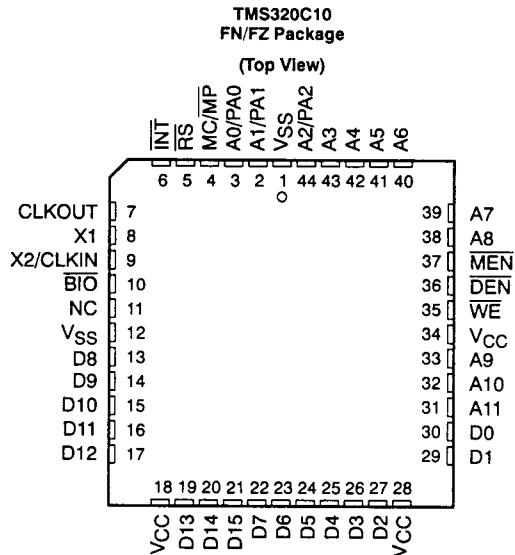 TMS320C10
FN/FZ Package
(Top View)
INT RS MC/MP A0/PA0 A1/PA1 VSS A2/PA2 A3 A4 A5 A6
6 5 4 3 2 1 44 43 42 41 40
CLKOUT 7 39 A7
X1 8 38 A8
X2/CLKIN 9 37 MEN
BIO 10 36 DEN
NC 11 35 WE
VSS 12 34 VCC
D8 13 33 A9
D9 14 32 A10
D10 15 31 A11
D11 16 30 D0
D12 17 29 D1
18 19 20 21 22 23 24 25 26 27 28
VCC D13 D14 D15 D7 D6 D5 D4 D3 D2 VCC